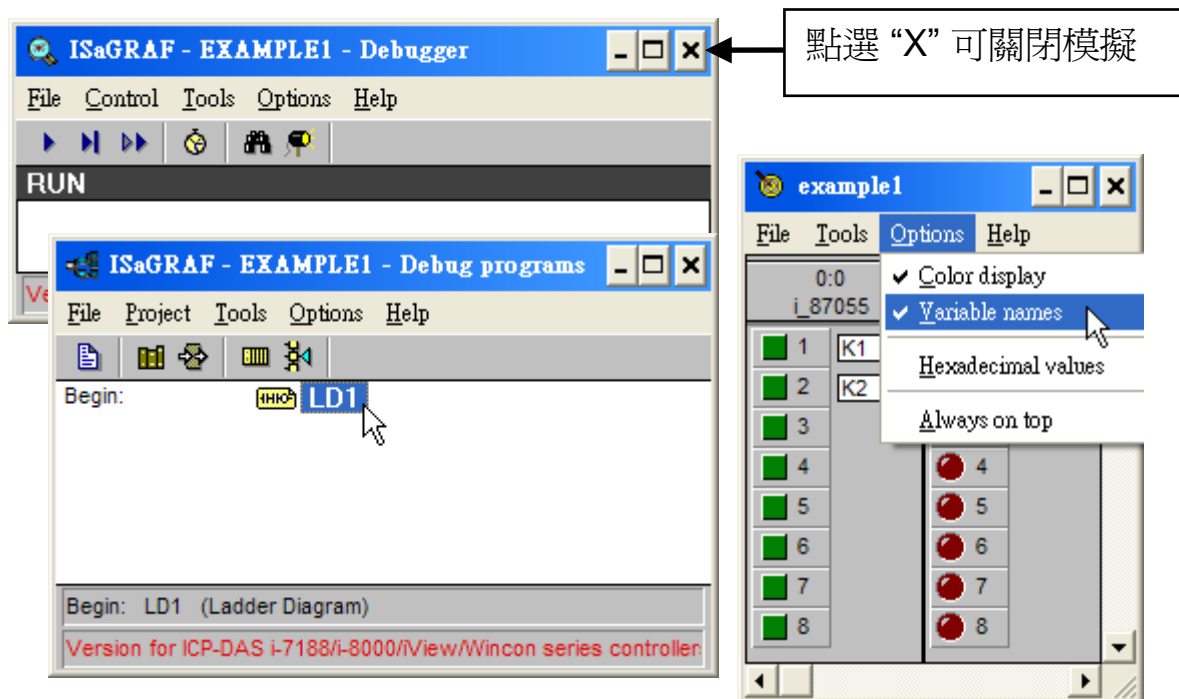 ISaGRAF - EXAMPLE1 - Debugger
點選 “X” 可關閉模擬
File Control Tools Options Help
RUN
Ve
ISaGRAF - EXAMPLE1 - Debug programs
File Project Tools Options Help
Begin: LD1
Begin: LD1 (Ladder Diagram)
Version for ICP-DAS i-7188/i-8000/iView/Wincon series controller
example1
File Tools Options Help
0:0
i_87055
Color display
Variable names
Hexadecimal values
Always on top
1 K1
2 K2
3
4 4
5 5
6 6
7 7
8 8